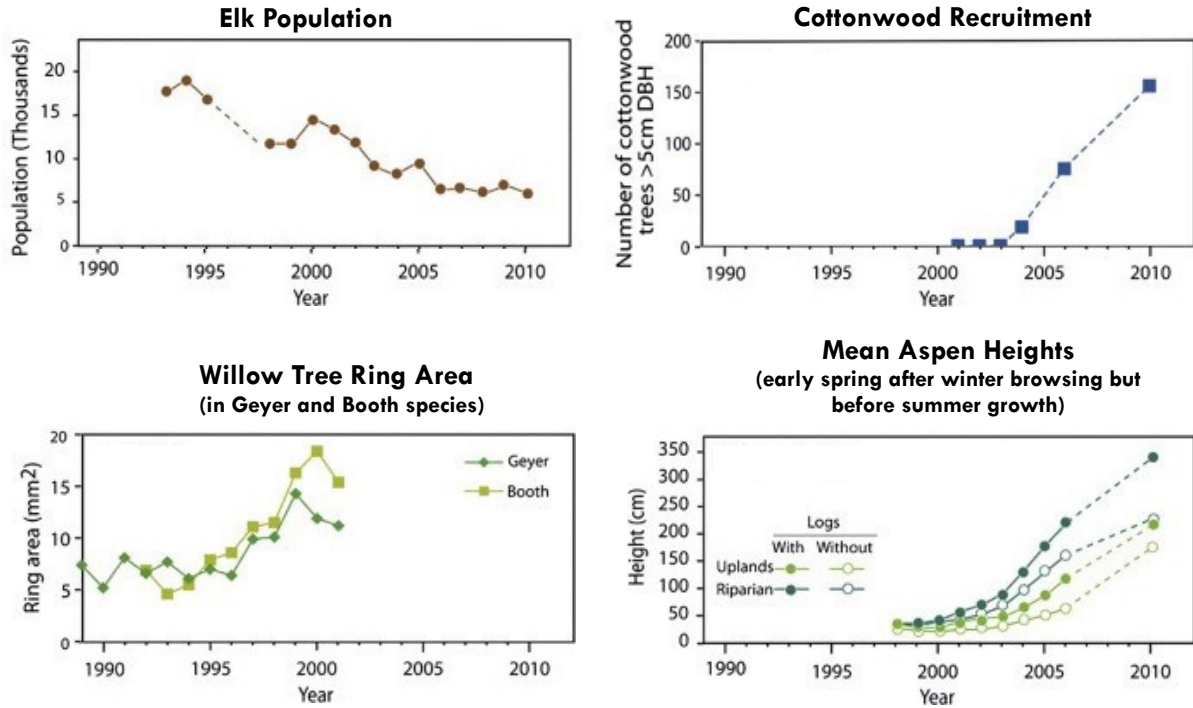 Elk Population
Population (Thousands)
20
15
10
5
0
1990 1995 2000 2005 2010
Year
Cottonwood Recruitment
Number of cottonwood
trees >5cm DBH
200
150
100
50
0
1990 1995 2000 2005 2010
Year
Willow Tree Ring Area
(in Geyer and Booth species)
Ring area (mm2)
20
15
10
5
0
Geyer
Booth
1990 1995 2000 2005 2010
Year
Mean Aspen Heights
(early spring after winter browsing but
before summer growth)
Height (cm)
350
300
250
200
150
100
50
0
Logs
With Without
Uplands
Riparian
1990 1995 2000 2005 2010
Year